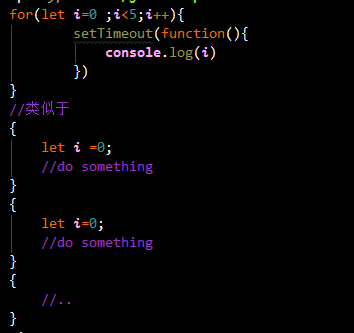 for(let i=0 ;i<5;i++){
setTimeout(function(){
console.log(i)
})
}
//类似于
{
let i =0;
//do something
}
{
let i=0;
//do something
}
{
//..
}